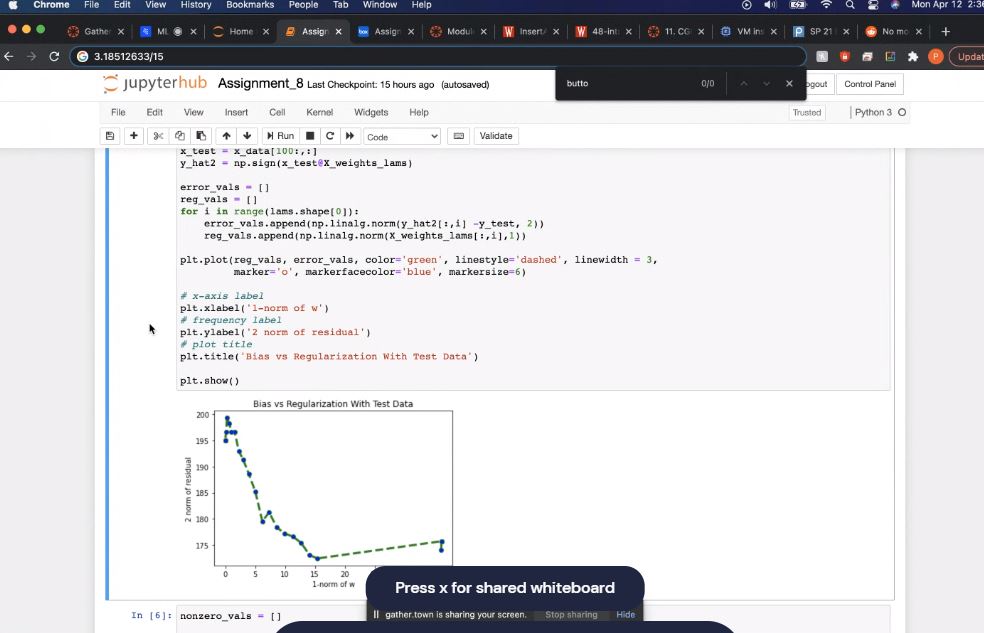 Chrome File Edit View History Bookmarks People Tab Window Help Mon Apr 12 2:36
Gather ML Home Assign Assign Modul InsertA 48-int 11. CG VM ins SP 21 No mo
3.18512633/15 Updat
butto 0/0
jupyterhub Assignment_8 Last Checkpoint: 15 hours ago (autosaved) ogout Control Panel
File Edit View Insert Cell Kernel Widgets Help Trusted Python 3
Run Code Validate
x_test = x_data[100:,:]
y_hat2 = np.sign(x_test@X_weights_lams)
error_vals = []
reg_vals = []
for i in range(lams.shape[0]):
error_vals.append(np.linalg.norm(y_hat2[:,i] -y_test, 2))
reg_vals.append(np.linalg.norm(X_weights_lams[:,i],1))
plt.plot(reg_vals, error_vals, color='green', linestyle='dashed', linewidth = 3,
marker='o', markerfacecolor='blue', markersize=6)
# x-axis label
plt.xlabel('1-norm of w')
# frequency label
plt.ylabel('2 norm of residual')
# plot title
plt.title('Bias vs Regularization With Test Data')
plt.show()
Bias vs Regularization With Test Data
200
195
190
185
180
175
2 norm of residual
0 5 10 15 20
1-norm of w
Press x for shared whiteboard
gather.town is sharing your screen. Stop sharing Hide
In [6]: nonzero_vals = []